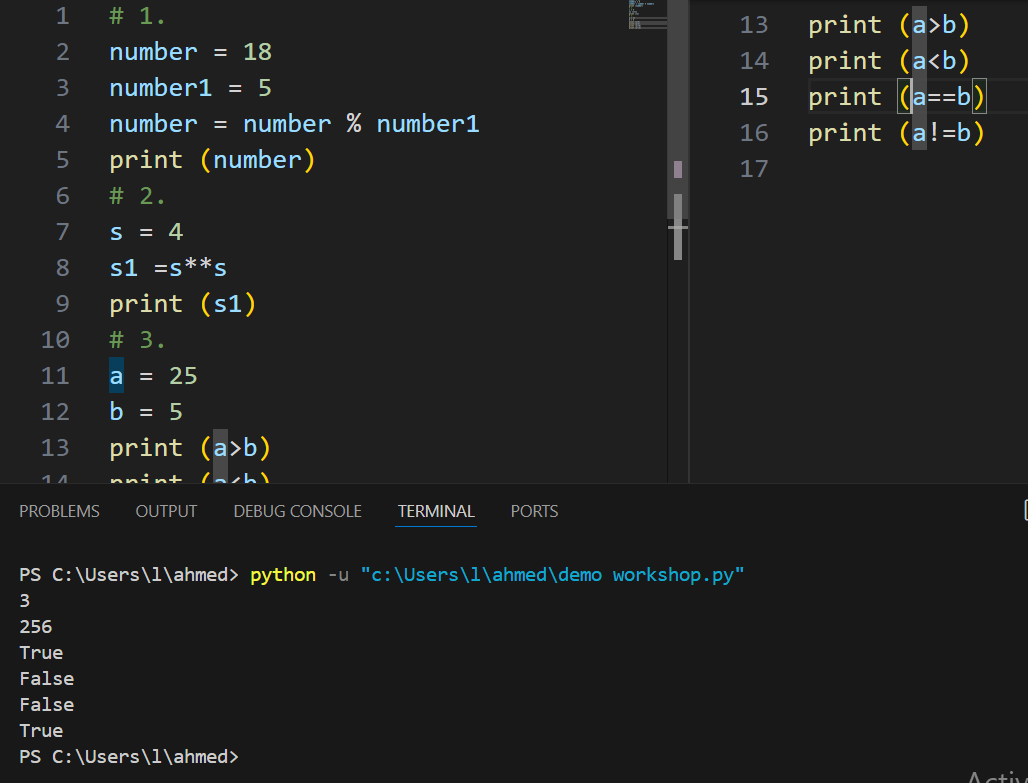 1 # 1.
2 number = 18
3 number1 = 5
4 number = number % number1
5 print (number)
6 # 2.
7 s = 4
8 s1 =s**s
9 print (s1)
10 # 3.
11 a = 25
12 b = 5
13 print (a>b)
14 print (a<b)
13 print (a>b)
14 print (a<b)
15 print (a==b)
16 print (a!=b)
17
PROBLEMS OUTPUT DEBUG CONSOLE TERMINAL PORTS
PS C:\Users\l\ahmed> python -u "c:\Users\l\ahmed\demo workshop.py"
3
256
True
False
False
True
PS C:\Users\l\ahmed>